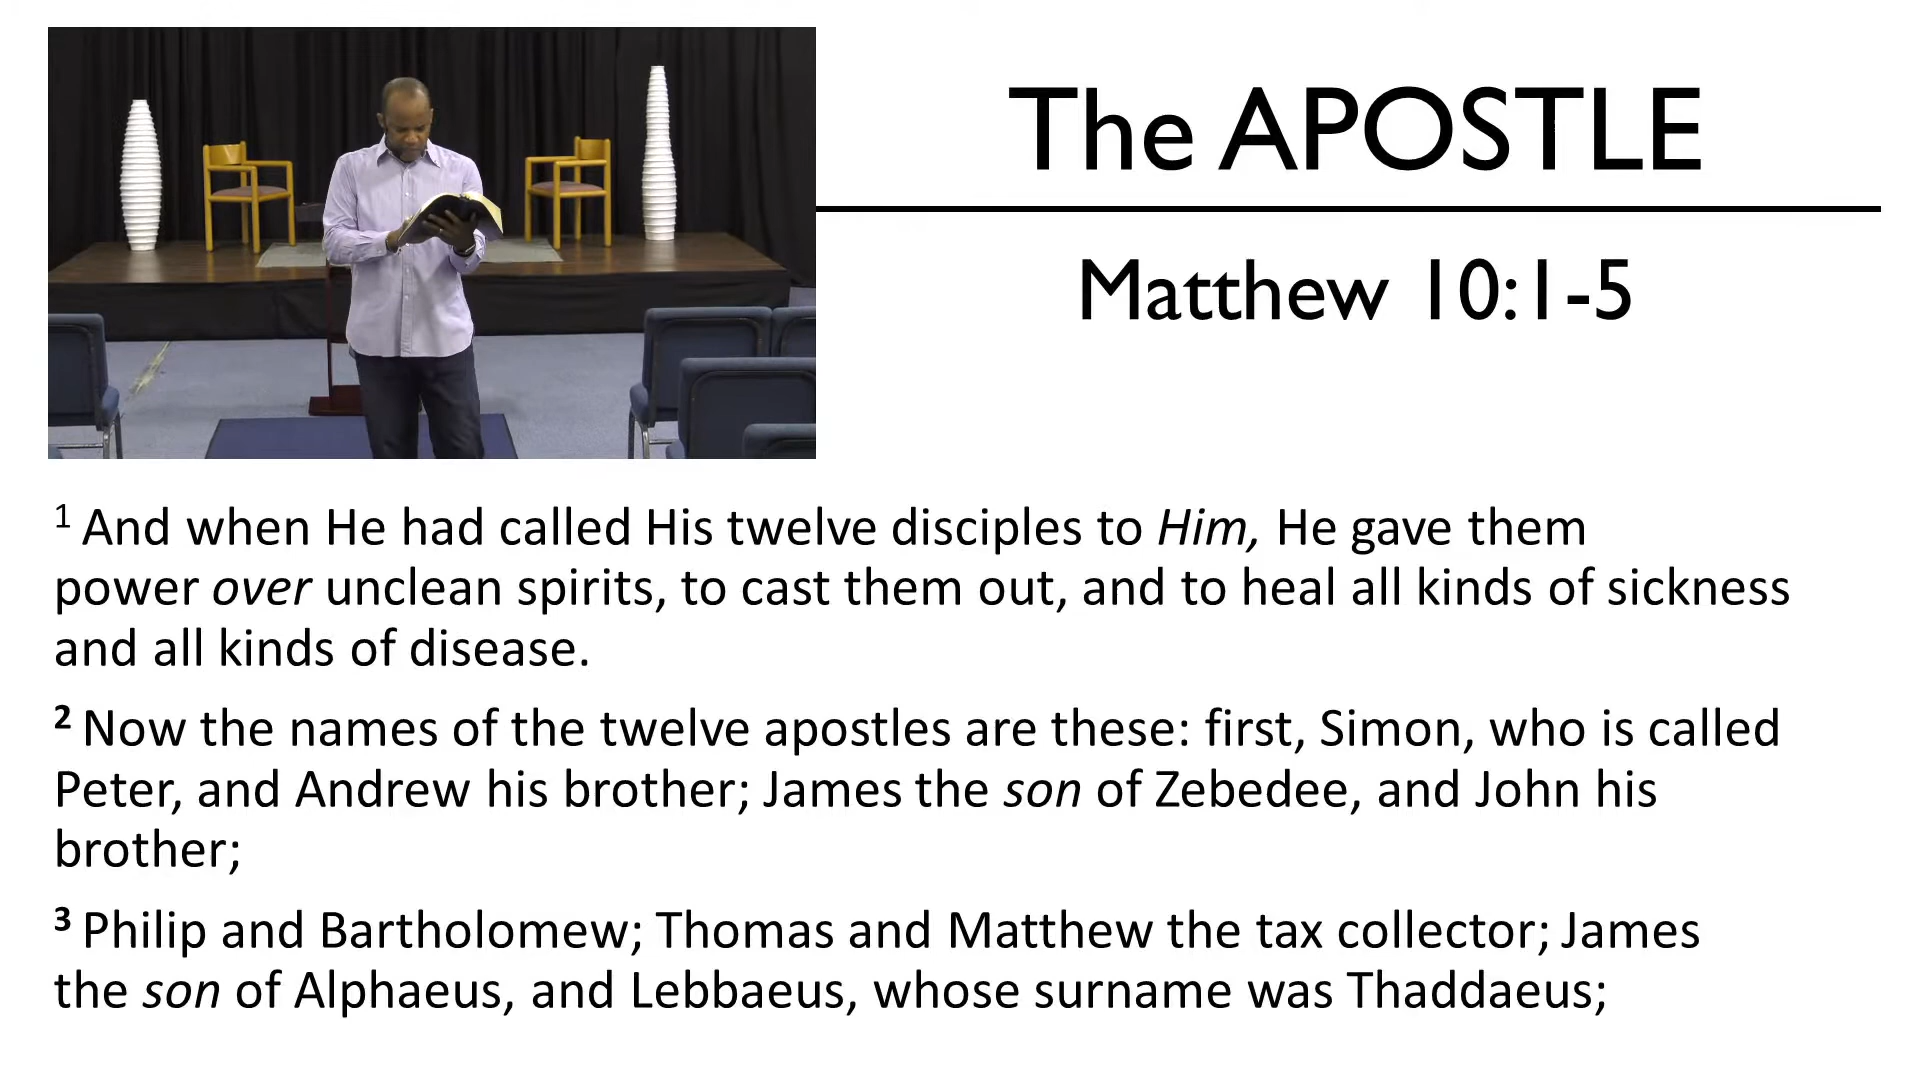 The APOSTLE
Matthew 10:1-5
1 And when He had called His twelve disciples to Him, He gave them
power over unclean spirits, to cast them out, and to heal all kinds of sickness
and all kinds of disease.
2 Now the names of the twelve apostles are these: first, Simon, who is called
Peter, and Andrew his brother; James the son of Zebedee, and John his
brother;
3 Philip and Bartholomew; Thomas and Matthew the tax collector; James
the son of Alphaeus, and Lebbaeus, whose surname was Thaddaeus;